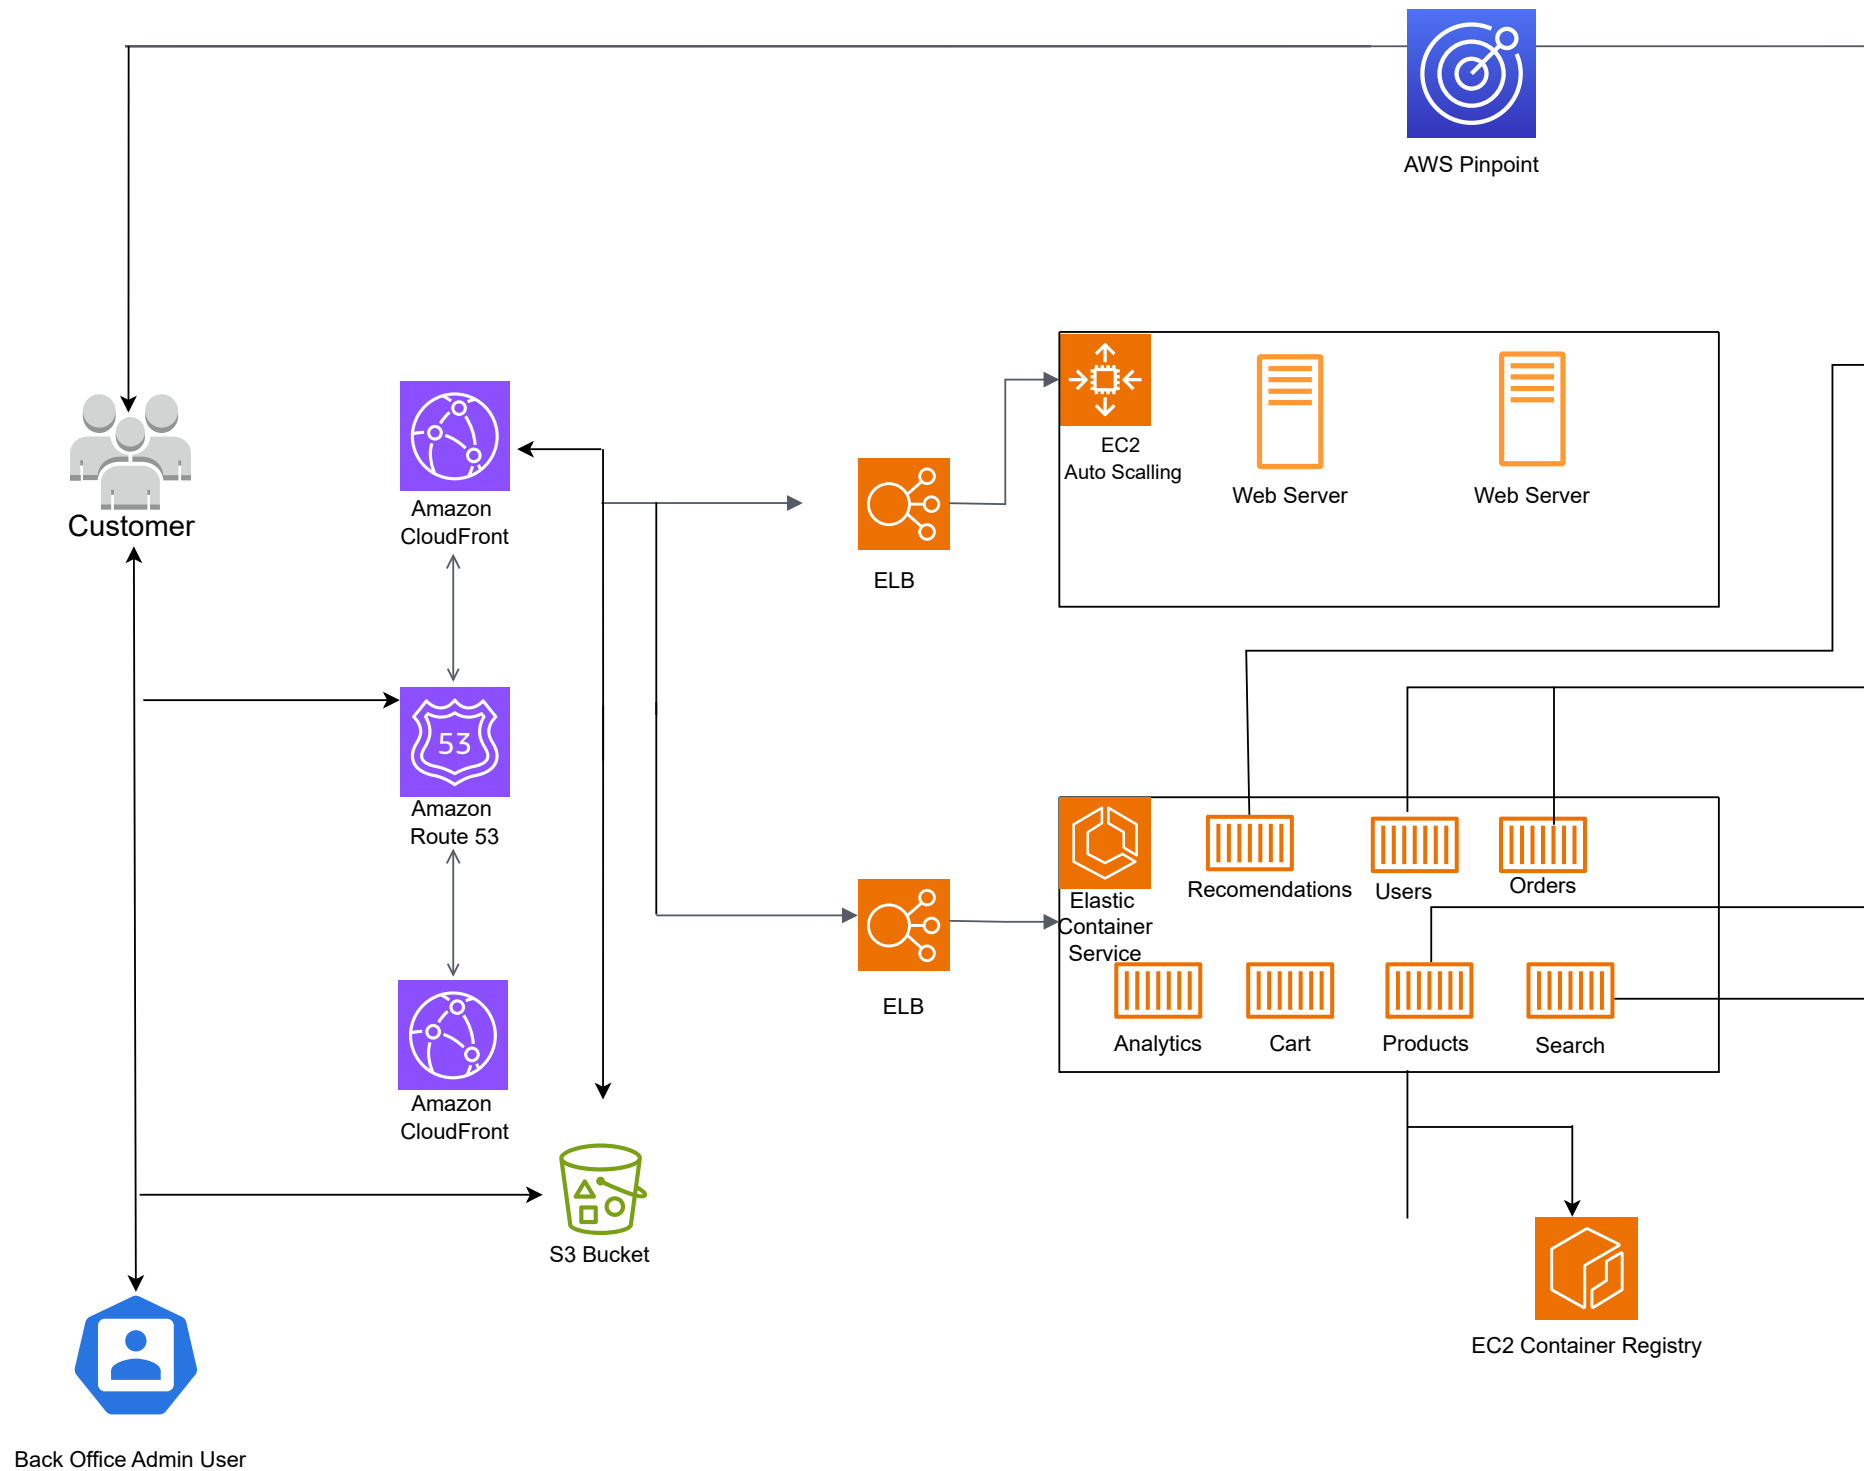 AWS Pinpoint
Customer
Amazon
CloudFront
ELB
EC2
Auto Scalling
Web Server
Web Server
53
Amazon
Route 53
Elastic
Container
Service
Recomendations
Users
Orders
ELB
Analytics
Cart
Products
Search
Amazon
CloudFront
S3 Bucket
EC2 Container Registry
Back Office Admin User